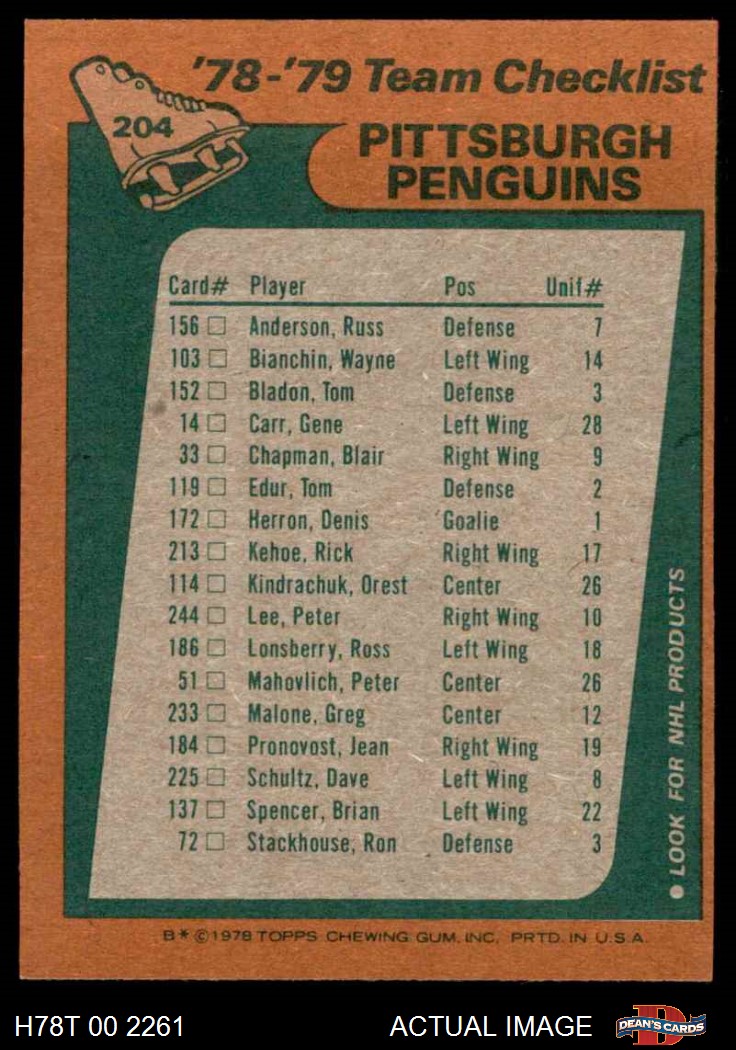 '78-'79 Team Checklist
204
PITTSBURGH
PENGUINS
Card# Player Pos Unif#
156 □ Anderson, Russ Defense 7
103 □ Bianchin, Wayne Left Wing 14
152 □ Bladon, Tom Defense 3
14 □ Carr, Gene Left Wing 28
33 □ Chapman, Blair Right Wing 9
119 □ Edur, Tom Defense 2
172 □ Herron, Denis Goalie 1
213 □ Kehoe, Rick Right Wing 17
114 □ Kindrachuk, Orest Center 26
244 □ Lee, Peter Right Wing 10
186 □ Lonsberry, Ross Left Wing 18
51 □ Mahovlich, Peter Center 26
233 □ Malone, Greg Center 12
184 □ Pronovost, Jean Right Wing 19
225 □ Schultz, Dave Left Wing 8
137 □ Spencer, Brian Left Wing 22
72 □ Stackhouse, Ron Defense 3
● LOOK FOR NHL PRODUCTS
B* ©1978 TOPPS CHEWING GUM, INC. PRTD. IN U.S.A.
H78T 00 2261 ACTUAL IMAGE
D
DEAN'S CARDS